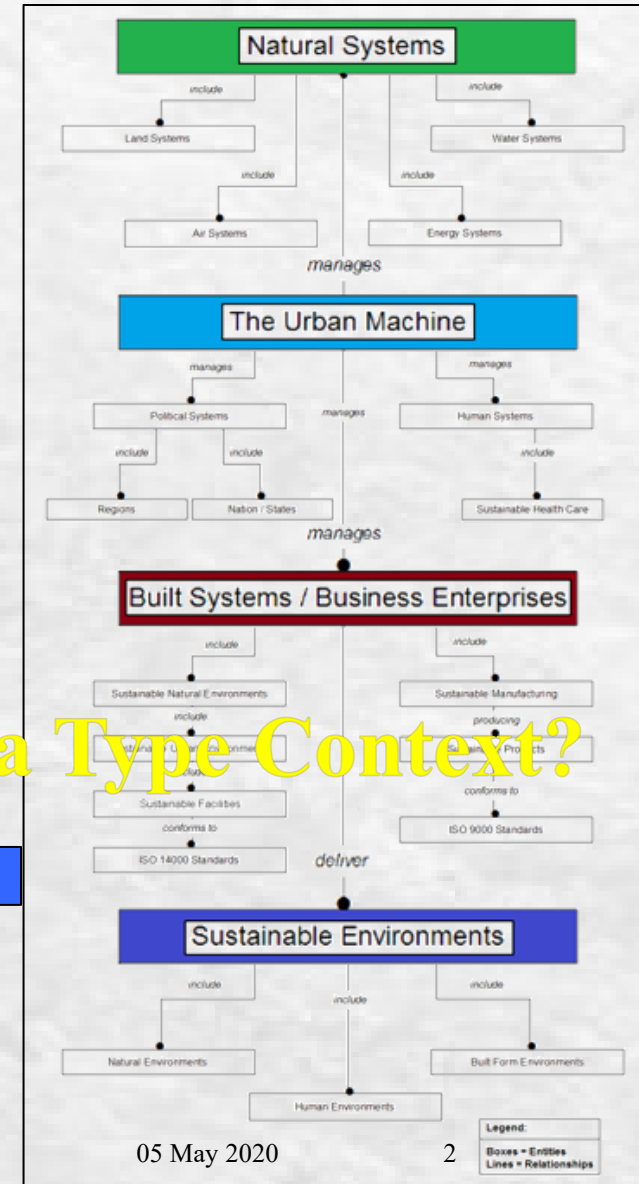 Natural Systems
include
include
Land Systems
Water Systems
include
include
Air Systems
Energy Systems
manages
The Urban Machine
manages
manages
Political Systems
manages
Human Systems
include
include
include
Regions
Nation / States
Sustainable Health Care
manages
Built Systems / Business Enterprises
include
include
Sustainable Natural Environments
Sustainable Manufacturing
include
producing
a Type Context?
Sustainable Facilities
conforms to
conforms to
ISO 9000 Standards
ISO 14000 Standards
deliver
Sustainable Environments
include
include
include
Natural Environments
Built Form Environments
Human Environments
Legend:
Boxes = Entities
Lines = Relationships
05 May 2020
2